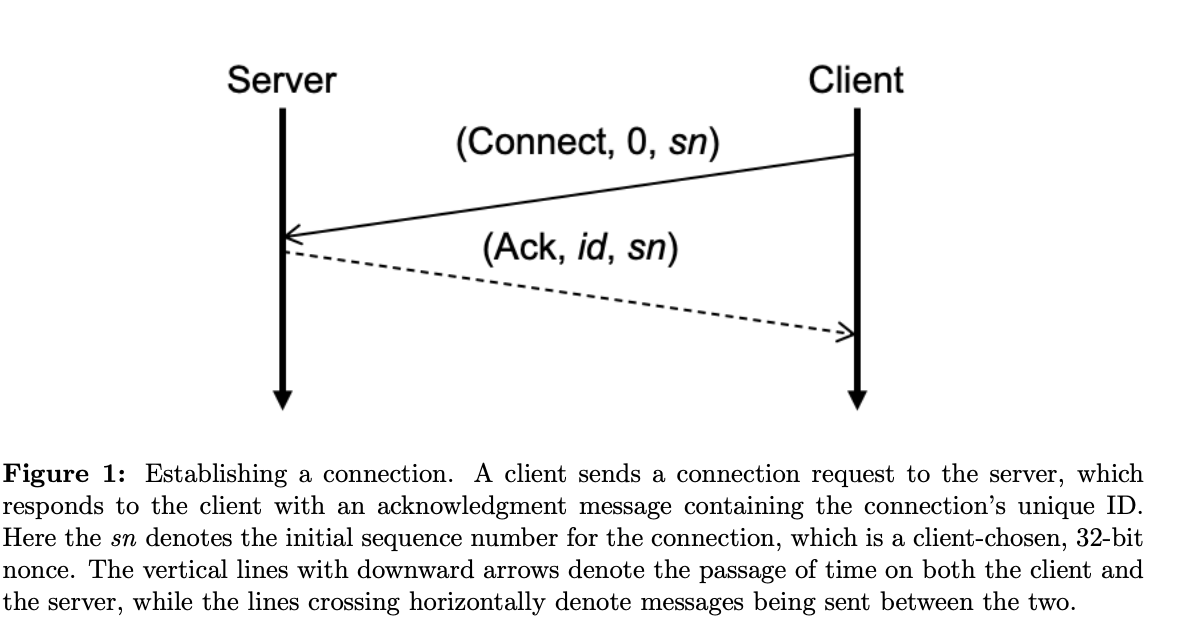 Server
Client
(Connect, 0, sn)
(Ack, id, sn)
Figure 1: Establishing a connection. A client sends a connection request to the server, which
responds to the client with an acknowledgment message containing the connection's unique ID.
Here the sn denotes the initial sequence number for the connection, which is a client-chosen, 32-bit
nonce. The vertical lines with downward arrows denote the passage of time on both the client and
the server, while the lines crossing horizontally denote messages being sent between the two.